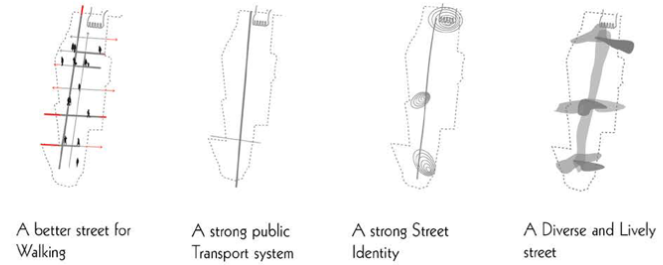 A better street for
Walking
A strong public
Transport system
A strong Street
Identity
A Diverse and Lively
street